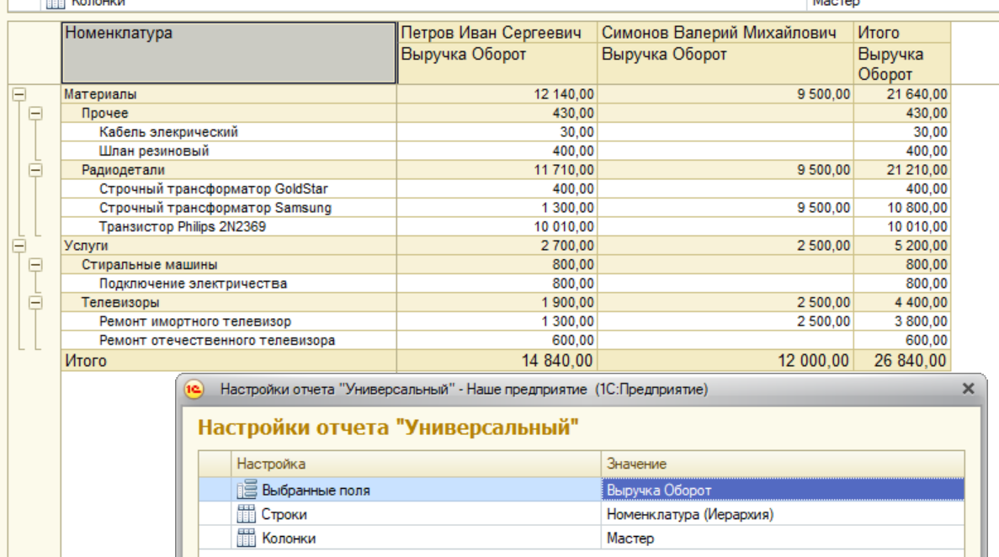 Колонки Мастер
Номенклатура Петров Иван Сергеевич Симонов Валерий Михайлович Итого
Выручка Оборот Выручка Оборот Выручка
Оборот
Материалы 12 140,00 9 500,00 21 640,00
Прочее 430,00 430,00
Кабель элекрический 30,00 30,00
Шлан резиновый 400,00 400,00
Радиодетали 11 710,00 9 500,00 21 210,00
Строчный трансформатор GoldStar 400,00 400,00
Строчный трансформатор Samsung 1 300,00 9 500,00 10 800,00
Транзистор Philips 2N2369 10 010,00 10 010,00
Услуги 2 700,00 2 500,00 5 200,00
Стиральные машины 800,00 800,00
Подключение электричества 800,00 800,00
Телевизоры 1 900,00 2 500,00 4 400,00
Ремонт имортного телевизор 1 300,00 2 500,00 3 800,00
Ремонт отечественного телевизора 600,00 600,00
Итого 14 840,00 12 000,00 26 840,00
1С Настройки отчета "Универсальный" - Наше предприятие (1С:Предприятие)
Настройки отчета "Универсальный"
Настройка Значение
Выбранные поля Выручка Оборот
Строки Номенклатура (Иерархия)
Колонки Мастер